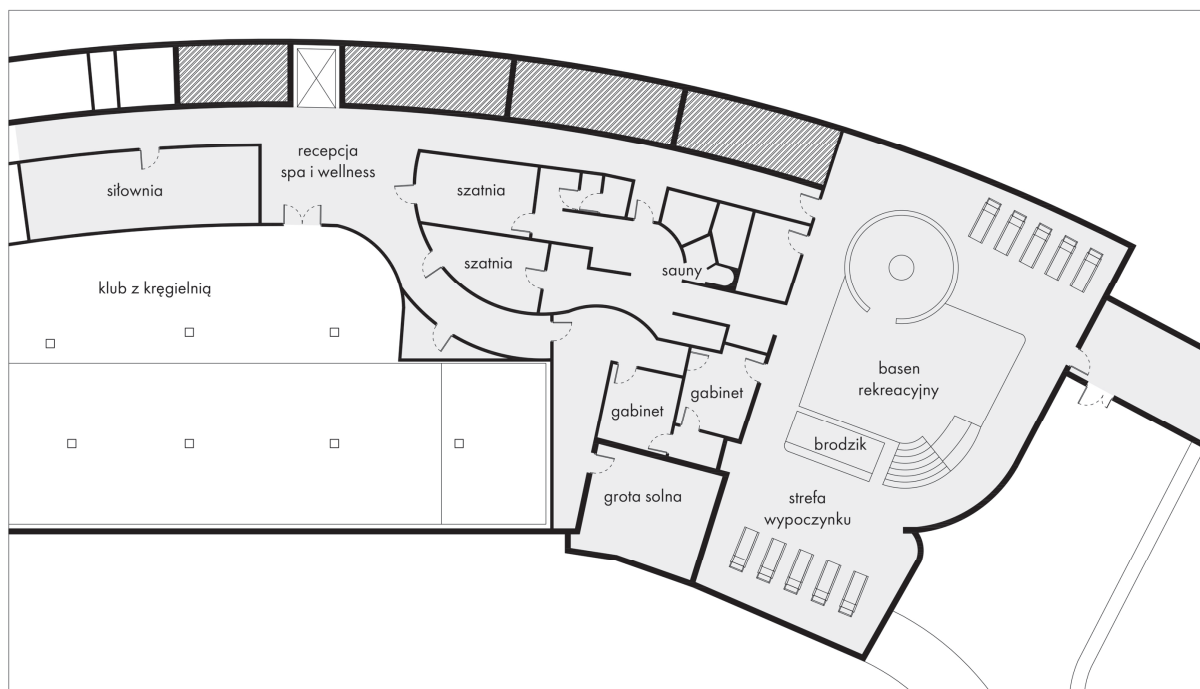 recepcja
spa i wellness
siłownia
szatnia
szatnia
sauny
klub z kręgielnią
basen
rekreacyjny
gabinet
gabinet
brodzik
grota solna
strefa
wypoczynku